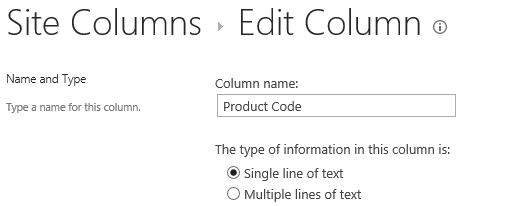 Site Columns ▸ Edit Column
Name and Type
Type a name for this column.
Column name:
Product Code
The type of information in this column is:
Single line of text
Multiple lines of text